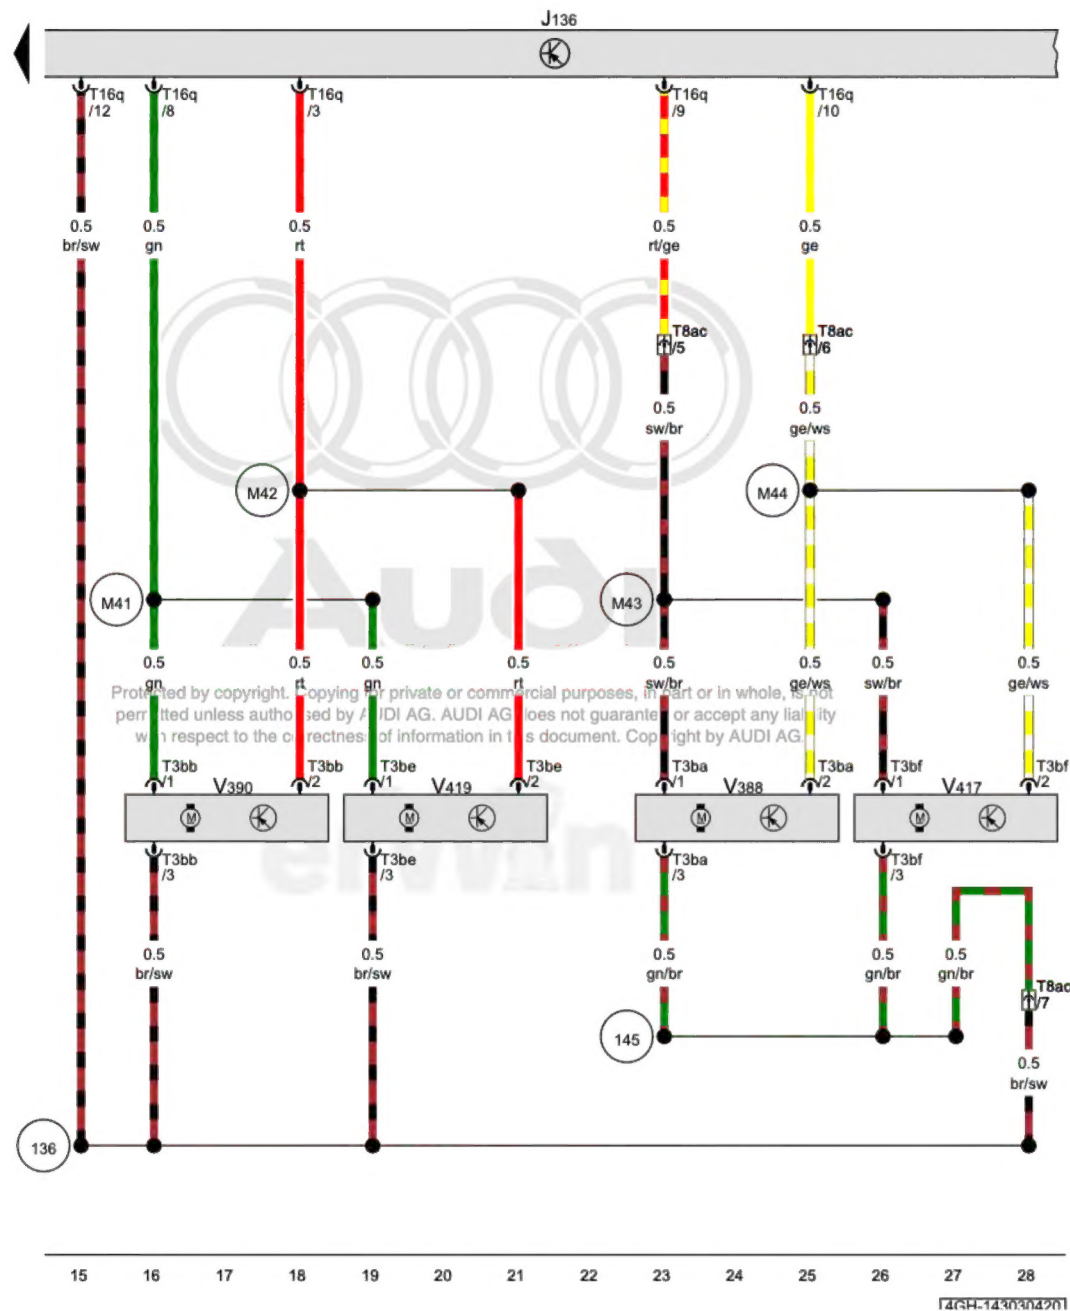 J136
T16q T16q T16q T16q T16q
/12 /8 /3 /9 /10
0.5 0.5 0.5 0.5 0.5
br/sw gn rt rt/ge ge
T8ac T8ac
/5 /6
0.5 0.5
sw/br ge/ws
M42 M44
M41 M43
Audi
0.5 0.5 0.5 0.5 0.5 0.5 0.5 0.5
gn rt gn rt sw/br ge/ws sw/br ge/ws
Protected by copyright. Copying for private or commercial purposes, in part or in whole, is not
permitted unless authorised by AUDI AG. AUDI AG does not guarantee or accept any liability
with respect to the correctness of information in this document. Copyright by AUDI AG.
T3bb T3bb T3be T3be T3ba T3ba T3bf T3bf
/1 /2 /1 /2 /1 /2 /1 /2
V390 V419 V388 V417
M M M M
erWin
T3bb T3be T3ba T3bf
/3 /3 /3 /3
0.5 0.5 0.5 0.5 0.5
br/sw br/sw gn/br gn/br gn/br
T8ac
/7
145
0.5
br/sw
136
15 16 17 18 19 20 21 22 23 24 25 26 27 28
4GH-143030420